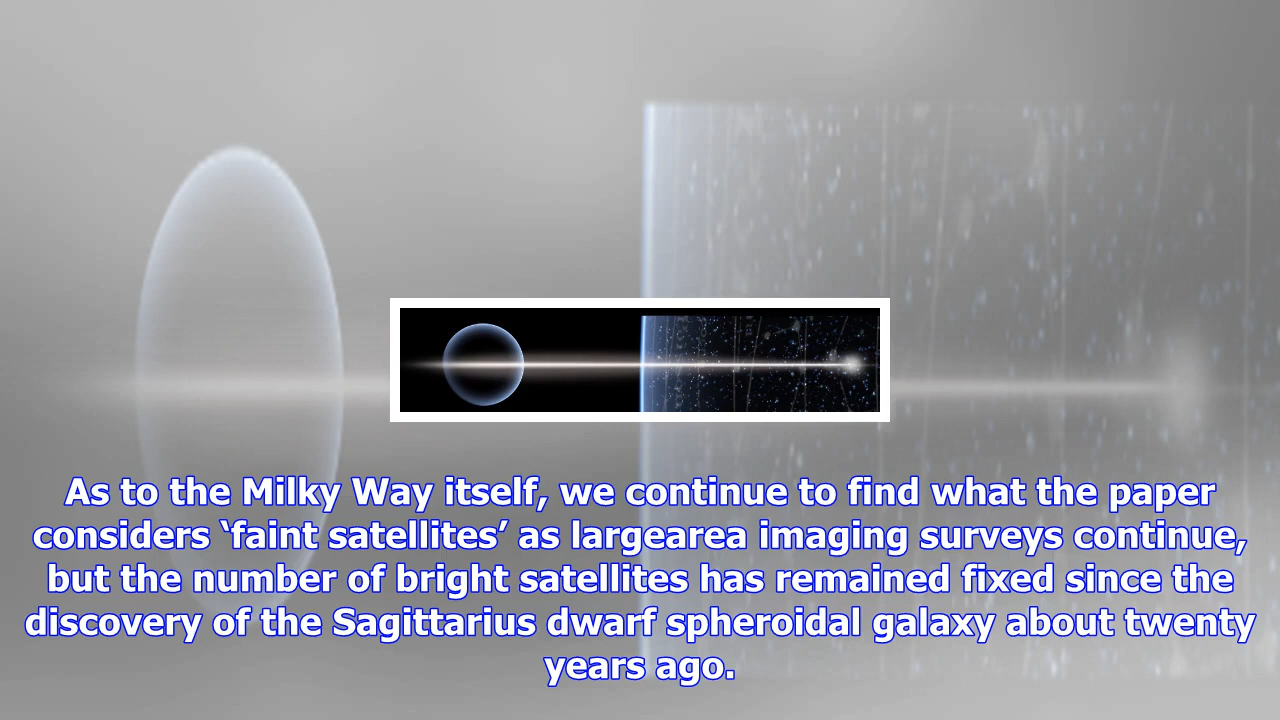 As to the Milky Way itself, we continue to find what the paper
considers ‘faint satellites’ as largearea imaging surveys continue,
but the number of bright satellites has remained fixed since the
discovery of the Sagittarius dwarf spheroidal galaxy about twenty
years ago.